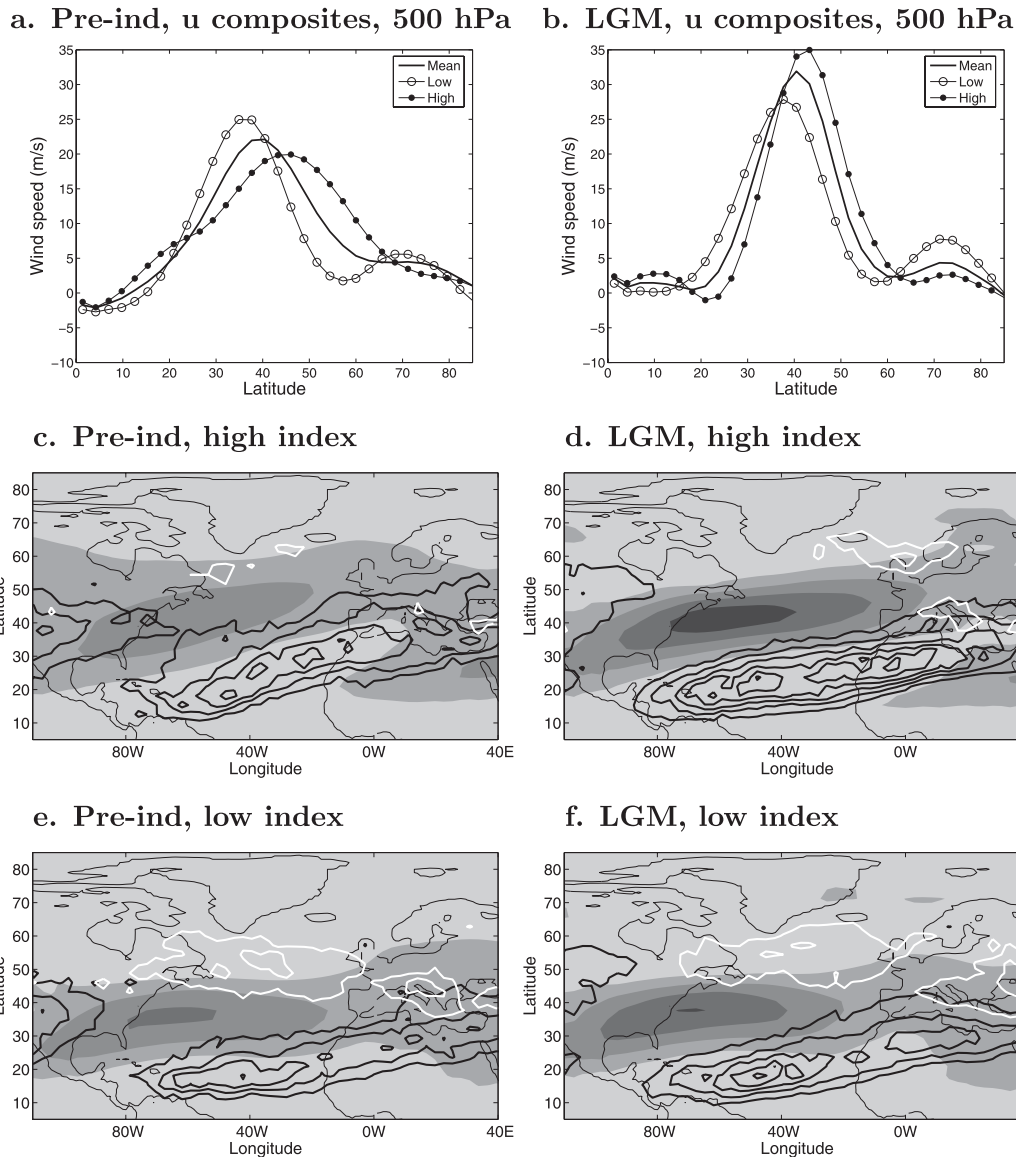 a. Pre-ind, u composites, 500 hPa
b. LGM, u composites, 500 hPa
35
30
25
20
15
10
5
0
−5
−10
Wind speed (m/s)
Mean
Low
High
0 10 20 30 40 50 60 70 80
Latitude
35
30
25
20
15
10
5
0
−5
−10
Wind speed (m/s)
Mean
Low
High
0 10 20 30 40 50 60 70 80
Latitude
c. Pre-ind, high index
d. LGM, high index
80
70
60
50
40
30
20
10
Latitude
80W 40W 0W 40E
Longitude
80
70
60
50
40
30
20
10
Latitude
80W 40W 0W
Longitude
e. Pre-ind, low index
f. LGM, low index
80
70
60
50
40
30
20
10
Latitude
80W 40W 0W 40E
Longitude
80
70
60
50
40
30
20
10
Latitude
80W 40W 0W
Longitude